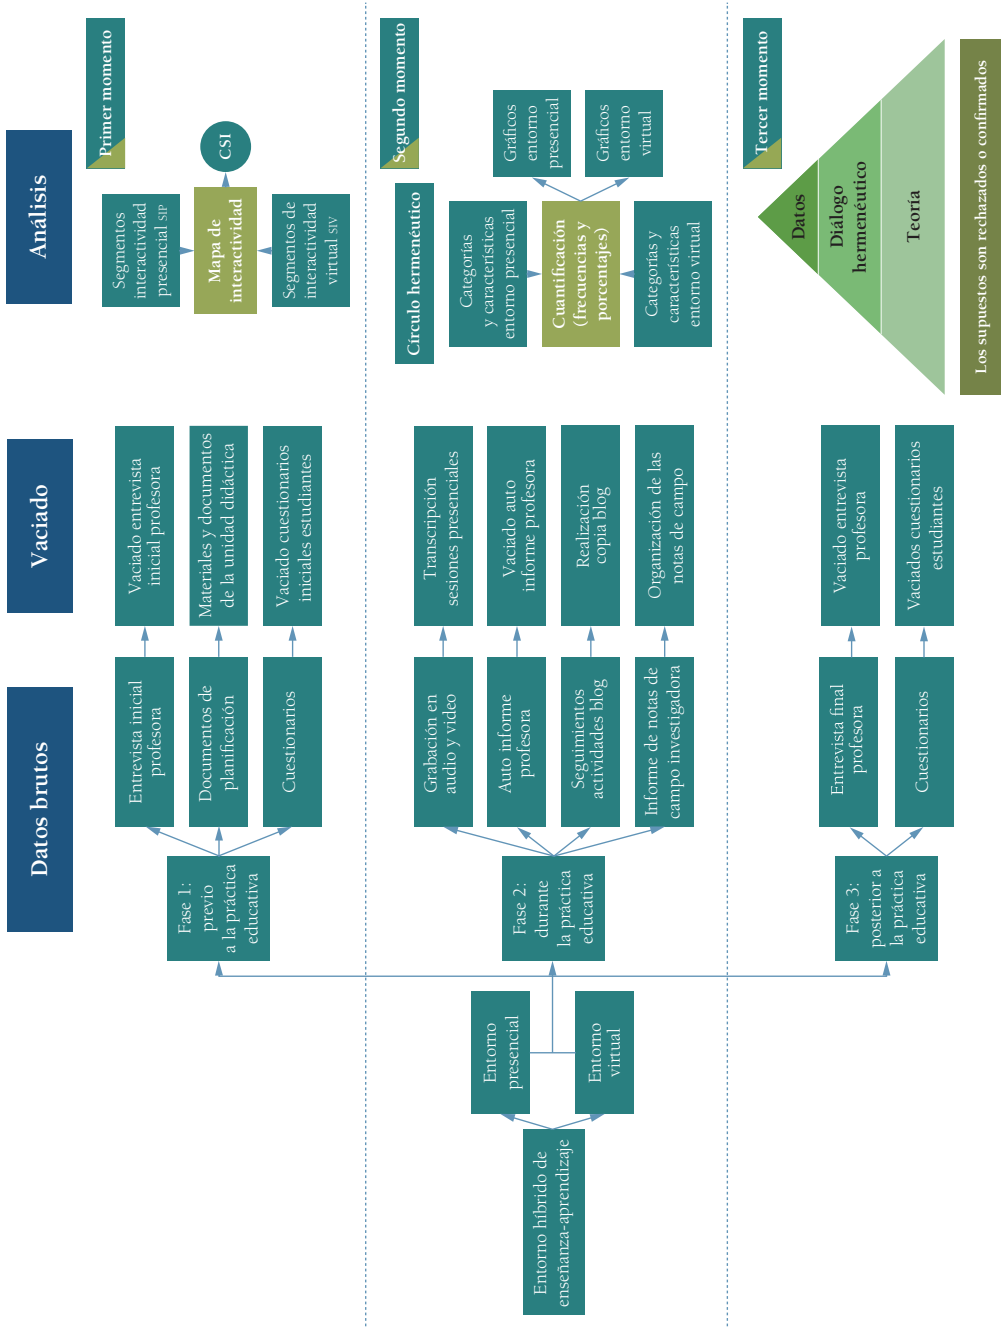 Datos brutos
Vaciado
Análisis
Entorno híbrido de
enseñanza-aprendizaje
Entorno
presencial
Entorno
virtual
Fase 1:
previo
a la práctica
educativa
Entrevista inicial
profesora
Documentos de
planificación
Cuestionarios
Vaciado y entrevista
inicial profesora
Materiales y documentos
de la unidad didáctica
Vaciado cuestionarios
iniciales estudiantes
Primer momento
Segmentos
interactividad
presencial SIP
Mapa de
interactividad
CSI
Segmentos de
interactividad
virtual SIV
Fase 2:
durante
la práctica
educativa
Grabación en
audio y video
Auto informe
profesora
Seguimientos
actividades blog
Informe de notas de
campo investigadora
Transcripción
sesiones presenciales
Vaciado auto
informe profesora
Realización
copia blog
Organización de las
notas de campo
Segundo momento
Círculo hermenéutico
Categorías
y características
entorno presencial
Cuantificación
(frecuencias y
porcentajes)
Categorías y
características
entorno virtual
Gráficos
entorno
presencial
Gráficos
entorno
virtual
Fase 3:
posterior a
la práctica
educativa
Entrevista final
profesora
Cuestionarios
Vaciado entrevista
profesora
Vaciados cuestionarios
estudiantes
Tercer momento
Datos
Diálogo
hermenéutico
Teoría
Los supuestos son rechazados o confirmados